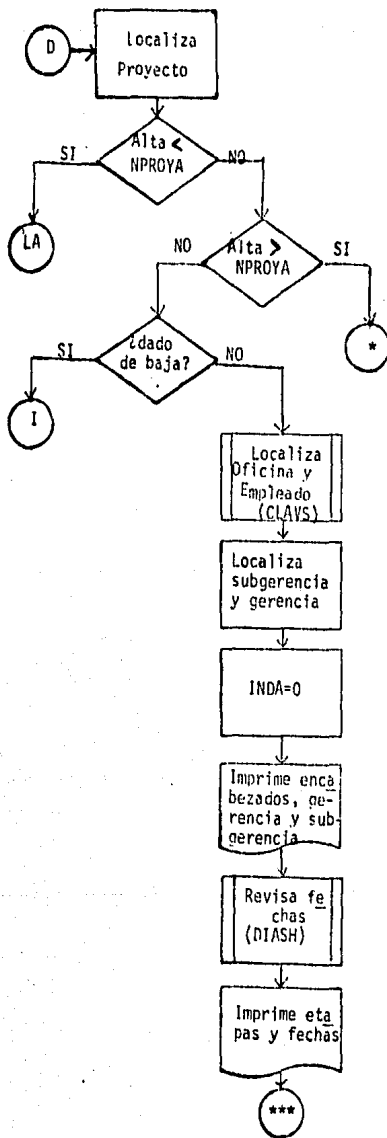 D
Localiza
Proyecto
Alta <
NPROYA
SI
NO
LA
Alta >
NPROYA
NO
SI
*
¿dado
de baja?
SI
NO
I
Localiza
Oficina y
Empleado
(CLAVS)
Localiza
subgerencia
y gerencia
INDA=0
Imprime enca
bezados, ge-
rencia y sub-
gerencia
Revisa fe
chas
(DIASH)
Imprime eta
pas y fechas
***